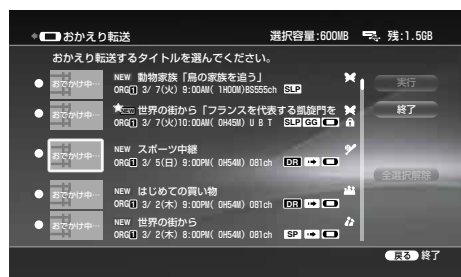 おかえり転送 選択容量:600MB 残:1.5GB
おかえり転送するタイトルを選んでください。
おでかけ中… NEW 動物家族「鳥の家族を追う」
ORG1 3/ 7(火) 9:00AM( 1H00M)BS555ch SLP
実行
おでかけ中… 世界の街から「フランスを代表する凱旋門を
ORG1 3/ 7(火)10:00AM( 0H45M) U B T SLP GG
終了
おでかけ中… NEW スポーツ中継
ORG1 3/ 5(日) 9:00PM( 0H54M) 081ch DR
全選択解除
おでかけ中… NEW はじめての買い物
ORG1 3/ 2(木) 8:00PM( 0H54M) 081ch DR
おでかけ中… NEW 世界の街から
ORG1 3/ 2(木) 9:00PM( 0H54M) 081ch SP
戻る 終了